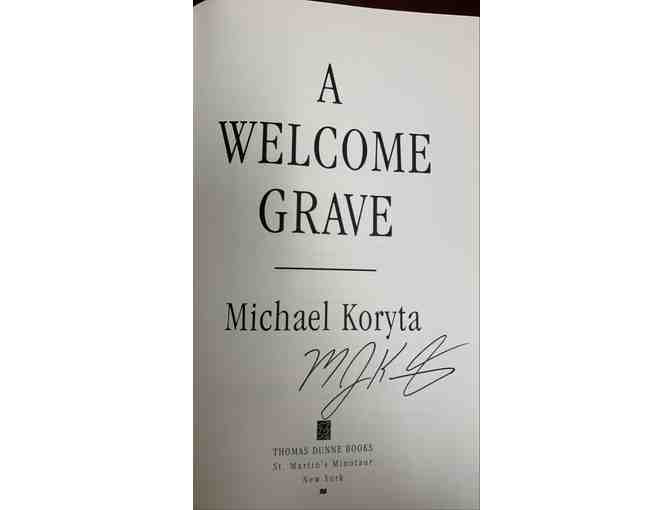 A
WELCOME
GRAVE
Michael Koryta
THOMAS DUNNE BOOKS
St. Martin's Minotaur
New York